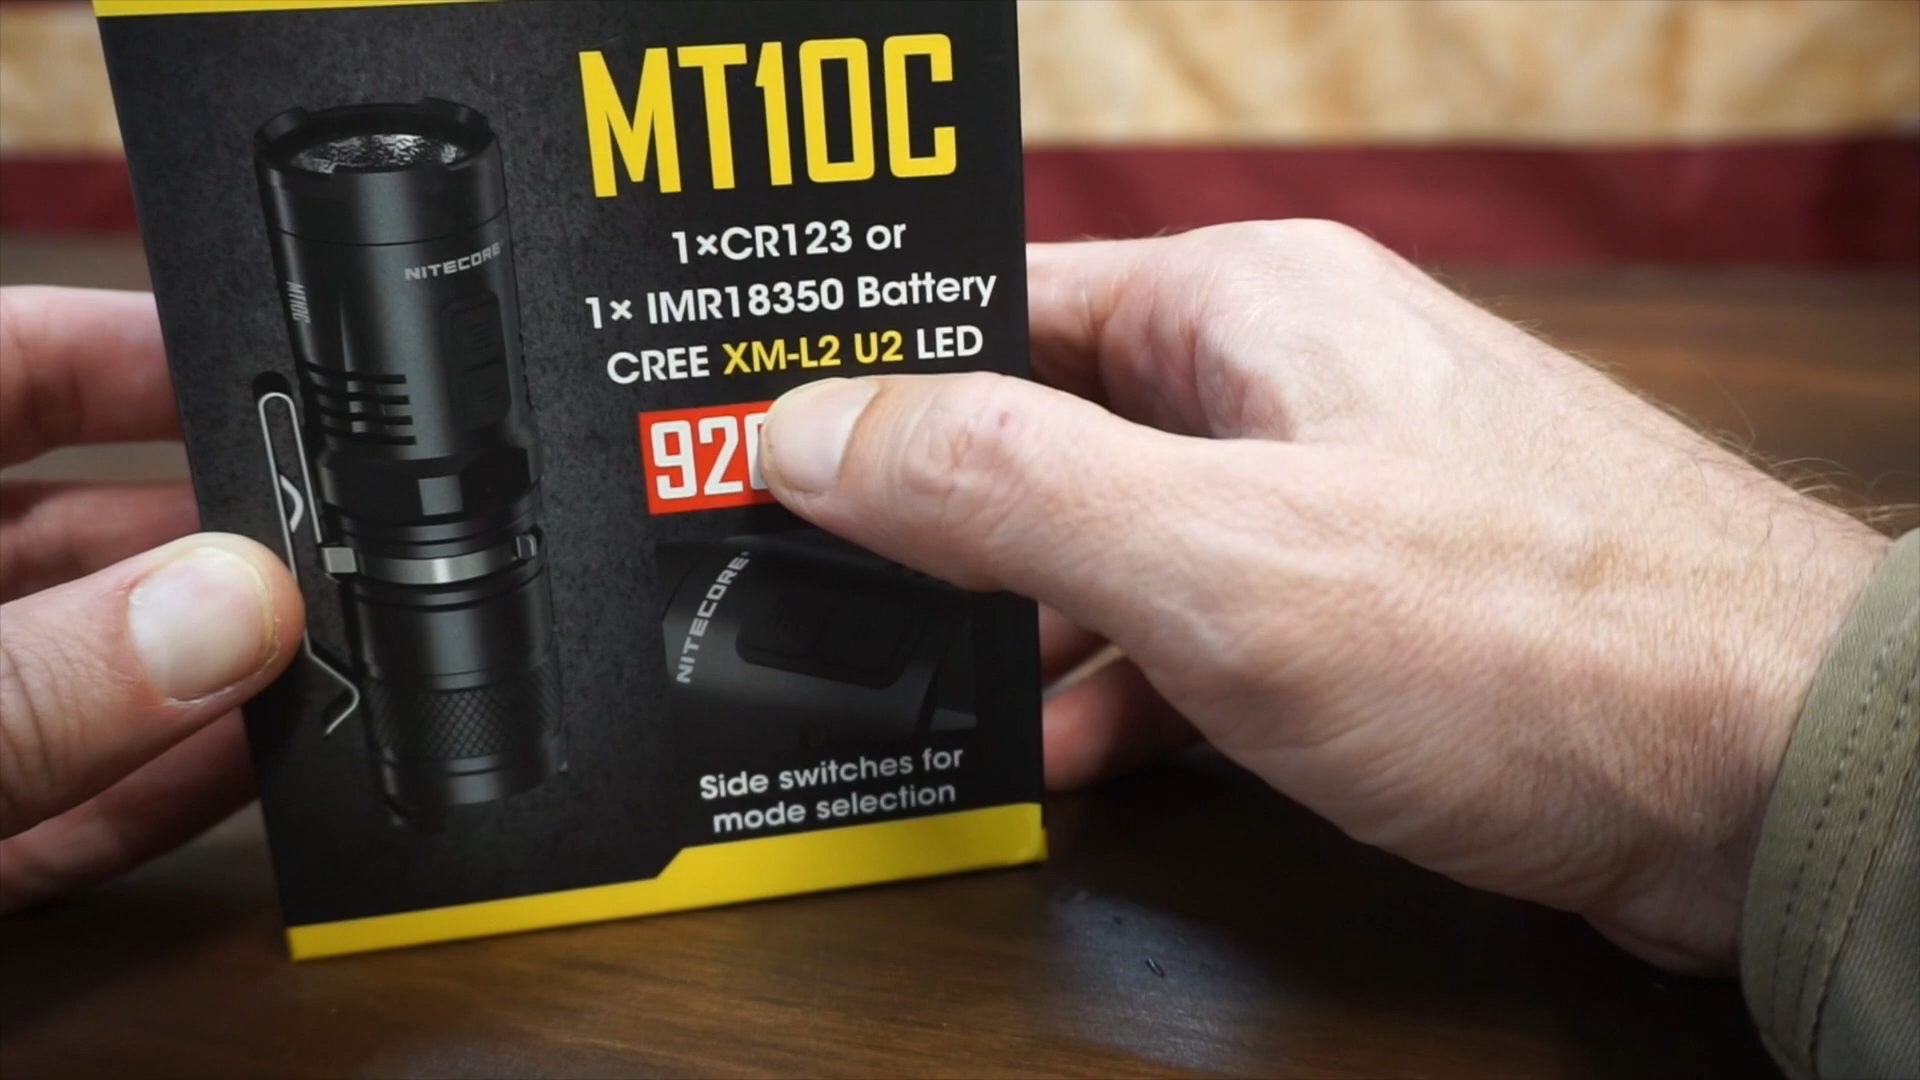 MT10C
1×CR123 or
1× IMR18350 Battery
CREE XM-L2 U2 LED
NITECORE
MT10C
NITECORE
Side switches for
mode selection